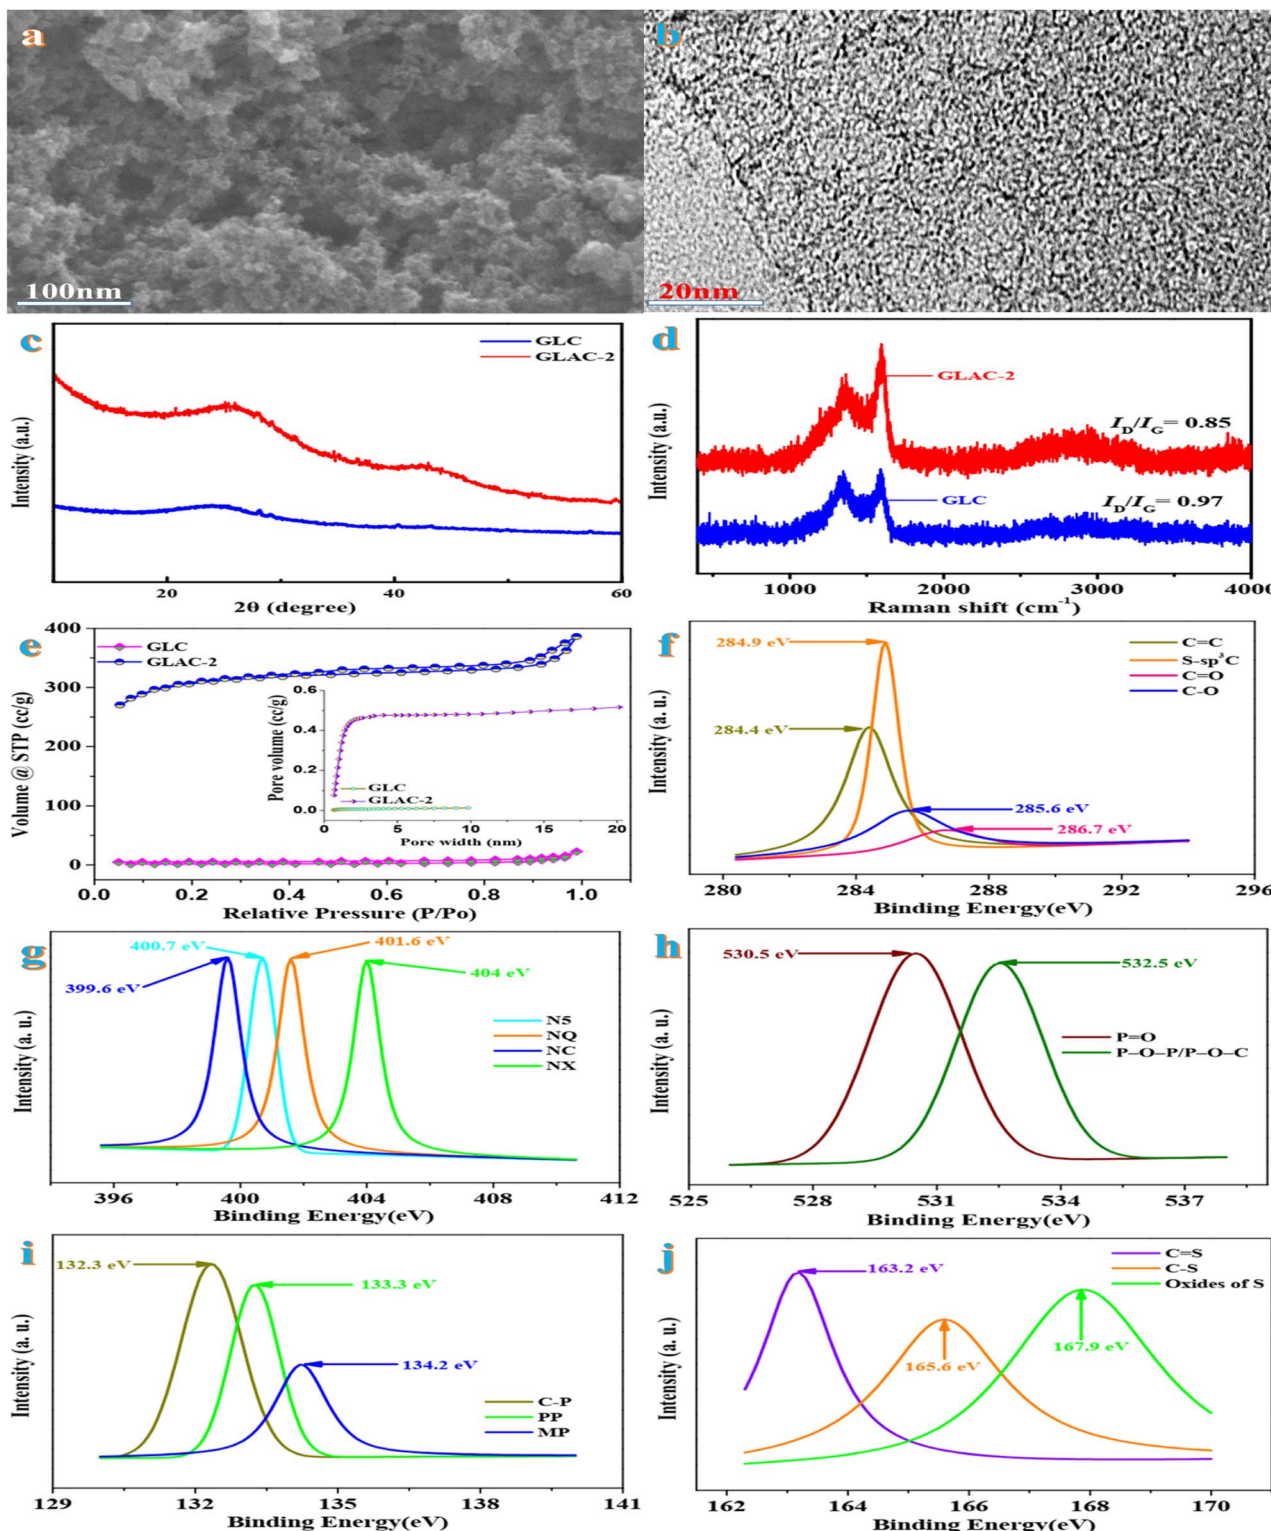 a
b
100nm
20nm
c
GLC
GLAC-2
Intensity (a.u.)
20
40
60
2θ (degree)
d
GLAC-2
I_D/I_G= 0.85
GLC
I_D/I_G= 0.97
Intensity (a.u.)
1000
2000
3000
4000
Raman shift (cm⁻¹)
e
GLC
GLAC-2
Volume @ STP (cc/g)
400
300
200
100
0
0.0
0.2
0.4
0.6
0.8
1.0
Relative Pressure (P/Po)
Pore volume (cc/g)
0.6
0.4
0.2
0.0
GLC
GLAC-2
0
5
10
15
20
Pore width (nm)
f
284.9 eV
284.4 eV
285.6 eV
286.7 eV
C=C
S-sp³C
C=O
C-O
Intensity (a. u.)
280
284
288
292
296
Binding Energy(eV)
g
400.7 eV
401.6 eV
399.6 eV
404 eV
N5
NQ
NC
NX
Intensity (a. u.)
396
400
404
408
412
Binding Energy(eV)
h
530.5 eV
532.5 eV
P=O
P–O–P/P–O–C
Intensity (a. u.)
525
528
531
534
537
Binding Energy(eV)
i
132.3 eV
133.3 eV
134.2 eV
C-P
PP
MP
Intensity (a. u.)
129
132
135
138
141
Binding Energy(eV)
j
163.2 eV
165.6 eV
167.9 eV
C=S
C-S
Oxides of S
Intensity (a. u.)
162
164
166
168
170
Binding Energy(eV)